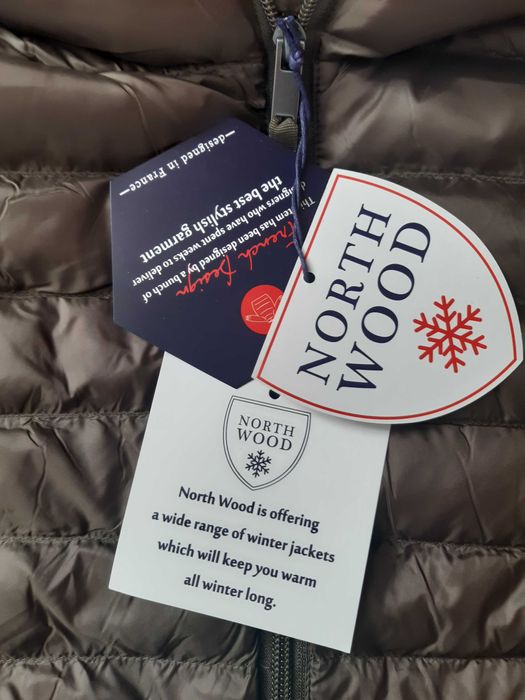 NORTH
WOOD
French Design
This item has been designed by a bunch of
designers who have spent weeks to deliver
the best stylish garment
—designed in France—
NORTH
WOOD
North Wood is offering
a wide range of winter jackets
which will keep you warm
all winter long.